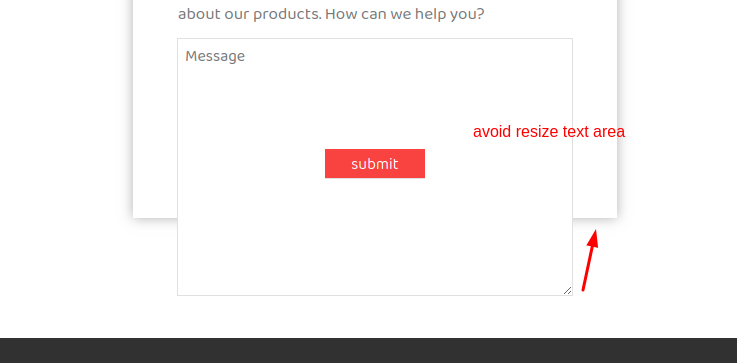 about our products. How can we help you?
Message
avoid resize text area
submit